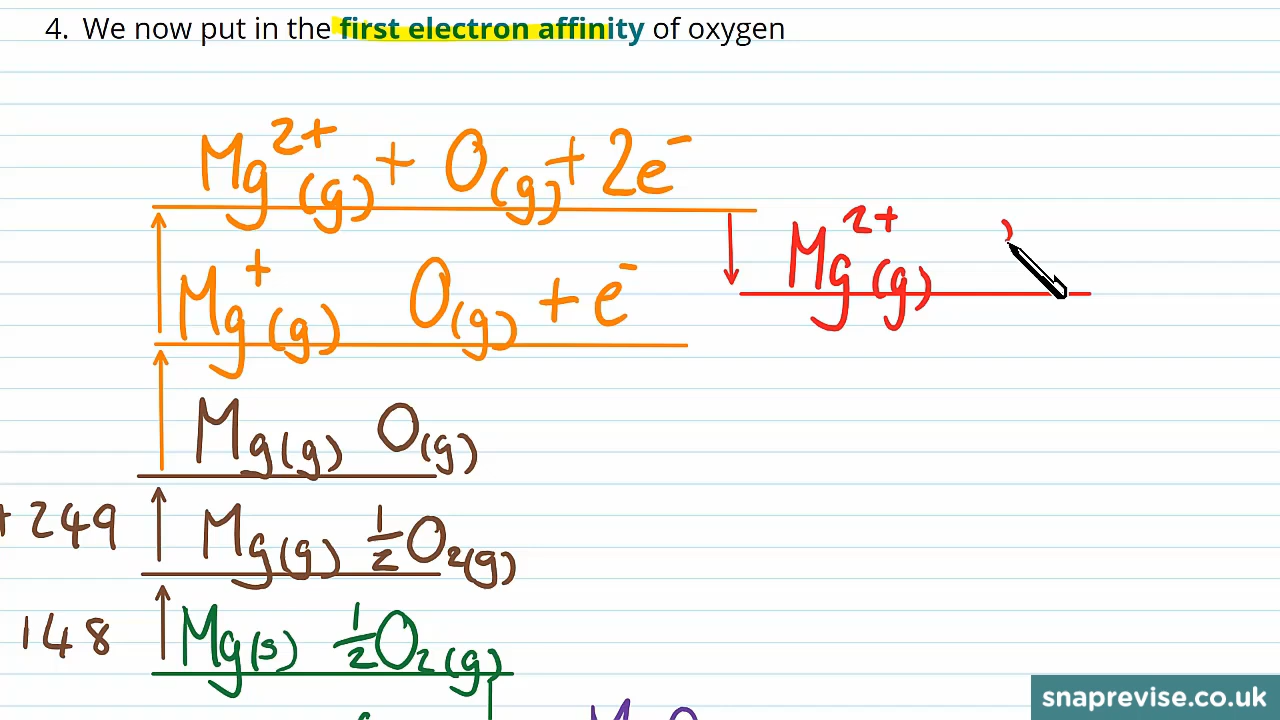 4. We now put in the first electron affinity of oxygen
Mg²⁺(g) + O(g) + 2e⁻
Mg²⁺(g)
Mg⁺(g) O(g) + e⁻
Mg(g) O(g)
+249
Mg(g) ½O₂(g)
148
Mg(s) ½O₂(g)
snaprevise.co.uk